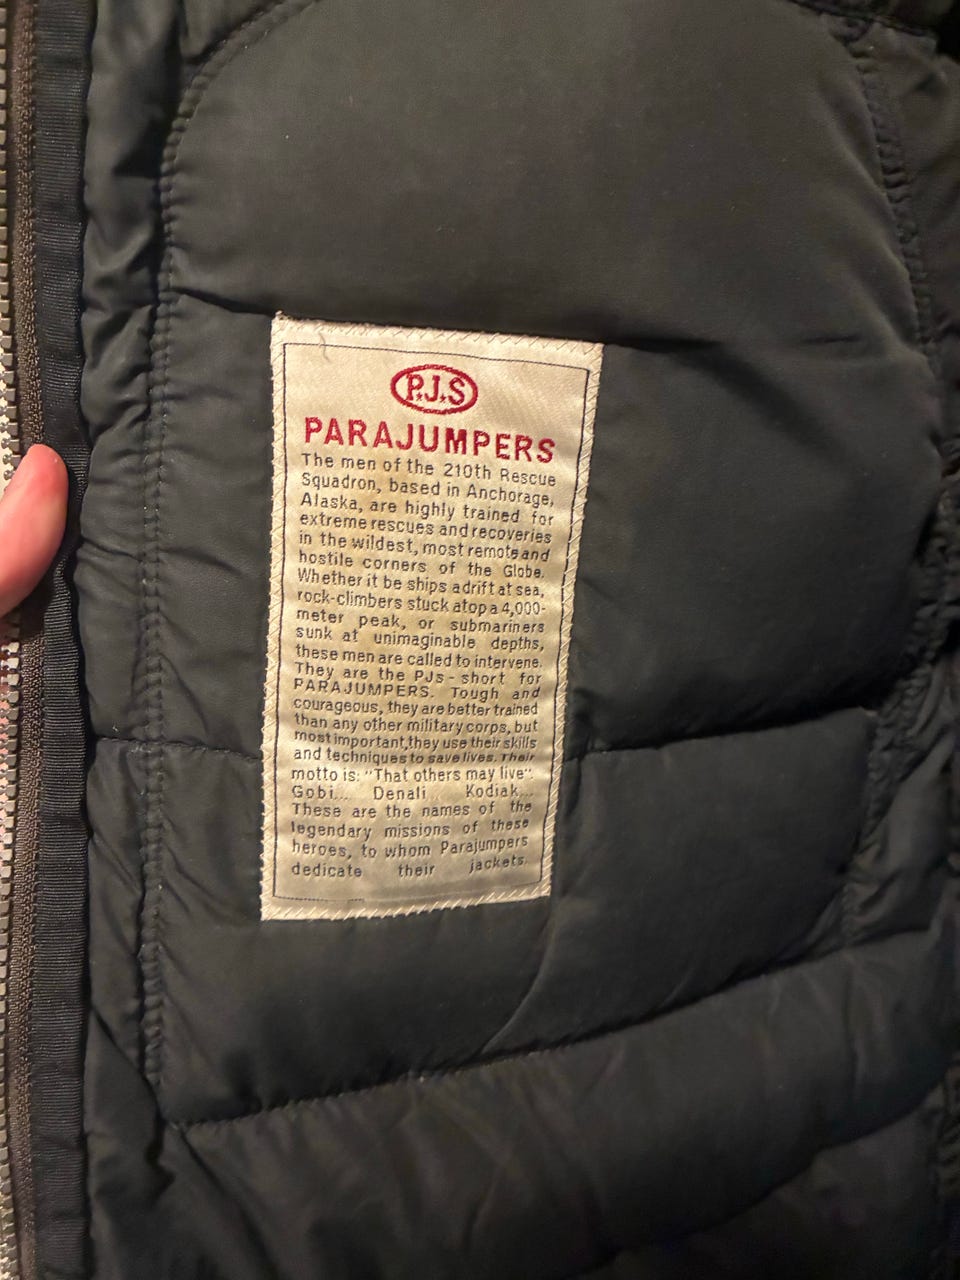 P.J.S
PARAJUMPERS
The men of the 210th Rescue
Squadron, based in Anchorage,
Alaska, are highly trained for
extreme rescues and recoveries
in the wildest, most remote and
hostile corners of the Globe.
Whether it be ships adrift at sea,
rock-climbers stuck atop a 4,000-
meter peak, or submariners
sunk at unimaginable depths,
these men are called to intervene.
They are the PJs - short for
PARAJUMPERS. Tough and
courageous, they are better trained
than any other military corps, but
most important, they use their skills
and techniques to save lives. Their
motto is: "That others may live".
Gobi... Denali... Kodiak...
These are the names of the
legendary missions of these
heroes, to whom Parajumpers
dedicate their jackets.